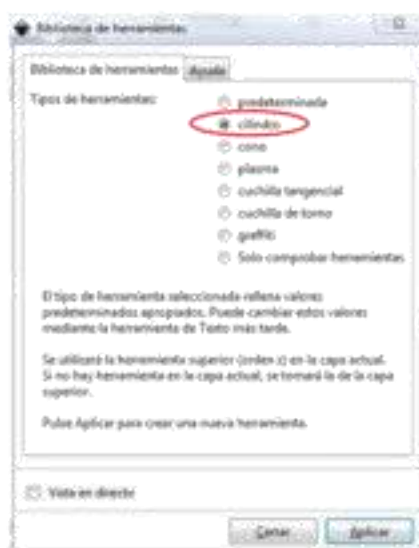 Biblioteca de herramientas
Biblioteca de herramientas Ayuda
Tipos de herramientas:
predeterminada
cilindro
cono
plasma
cuchilla tangencial
cuchilla de torno
graffiti
Solo comprobar herramientas
El tipo de herramienta seleccionada rellena valores
predeterminados apropiados. Puede cambiar estos valores
mediante la herramienta de Texto más tarde.
Se utilizará la herramienta superior (orden z) en la capa actual.
Si no hay herramienta en la capa actual, se tomará la de la capa
superior.
Pulse Aplicar para crear una nueva herramienta.
Vista en directo
Cerrar Aplicar